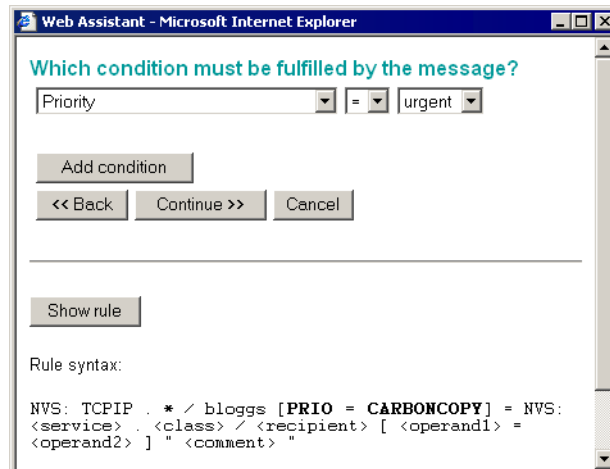 Web Assistant - Microsoft Internet Explorer
Which condition must be fulfilled by the message?
Priority = urgent
Add condition
<< Back Continue >> Cancel
Show rule
Rule syntax:
NVS: TCPIP . * / bloggs [PRIO = CARBONCOPY] = NVS:
<service> . <class> / <recipient> [ <operand1> =
<operand2> ] " <comment> "